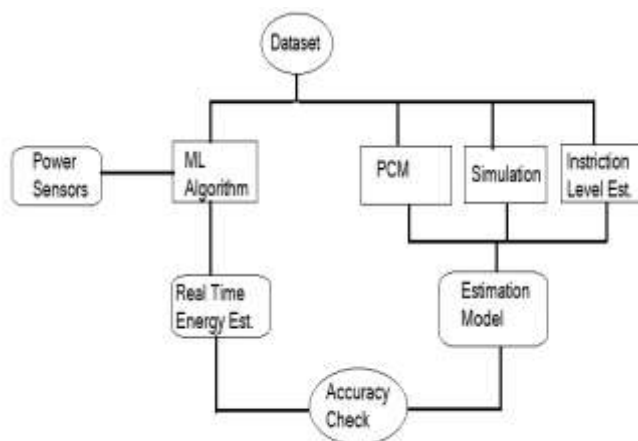 Dataset
Power
Sensors
ML
Algorithm
PCM
Simulation
Instriction
Level Est.
Real Time
Energy Est.
Estimation
Model
Accuracy
Check